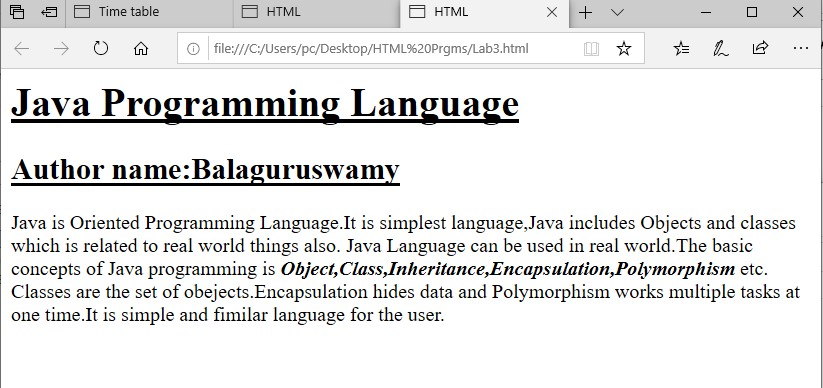 Time table
HTML
HTML
file:///C:/Users/pc/Desktop/HTML%20Prgms/Lab3.html
Java Programming Language
Author name:Balaguruswamy
Java is Oriented Programming Language.It is simplest language,Java includes Objects and classes
which is related to real world things also. Java Language can be used in real world.The basic
concepts of Java programming is Object,Class,Inheritance,Encapsulation,Polymorphism etc.
Classes are the set of obejects.Encapsulation hides data and Polymorphism works multiple tasks at
one time.It is simple and fimilar language for the user.